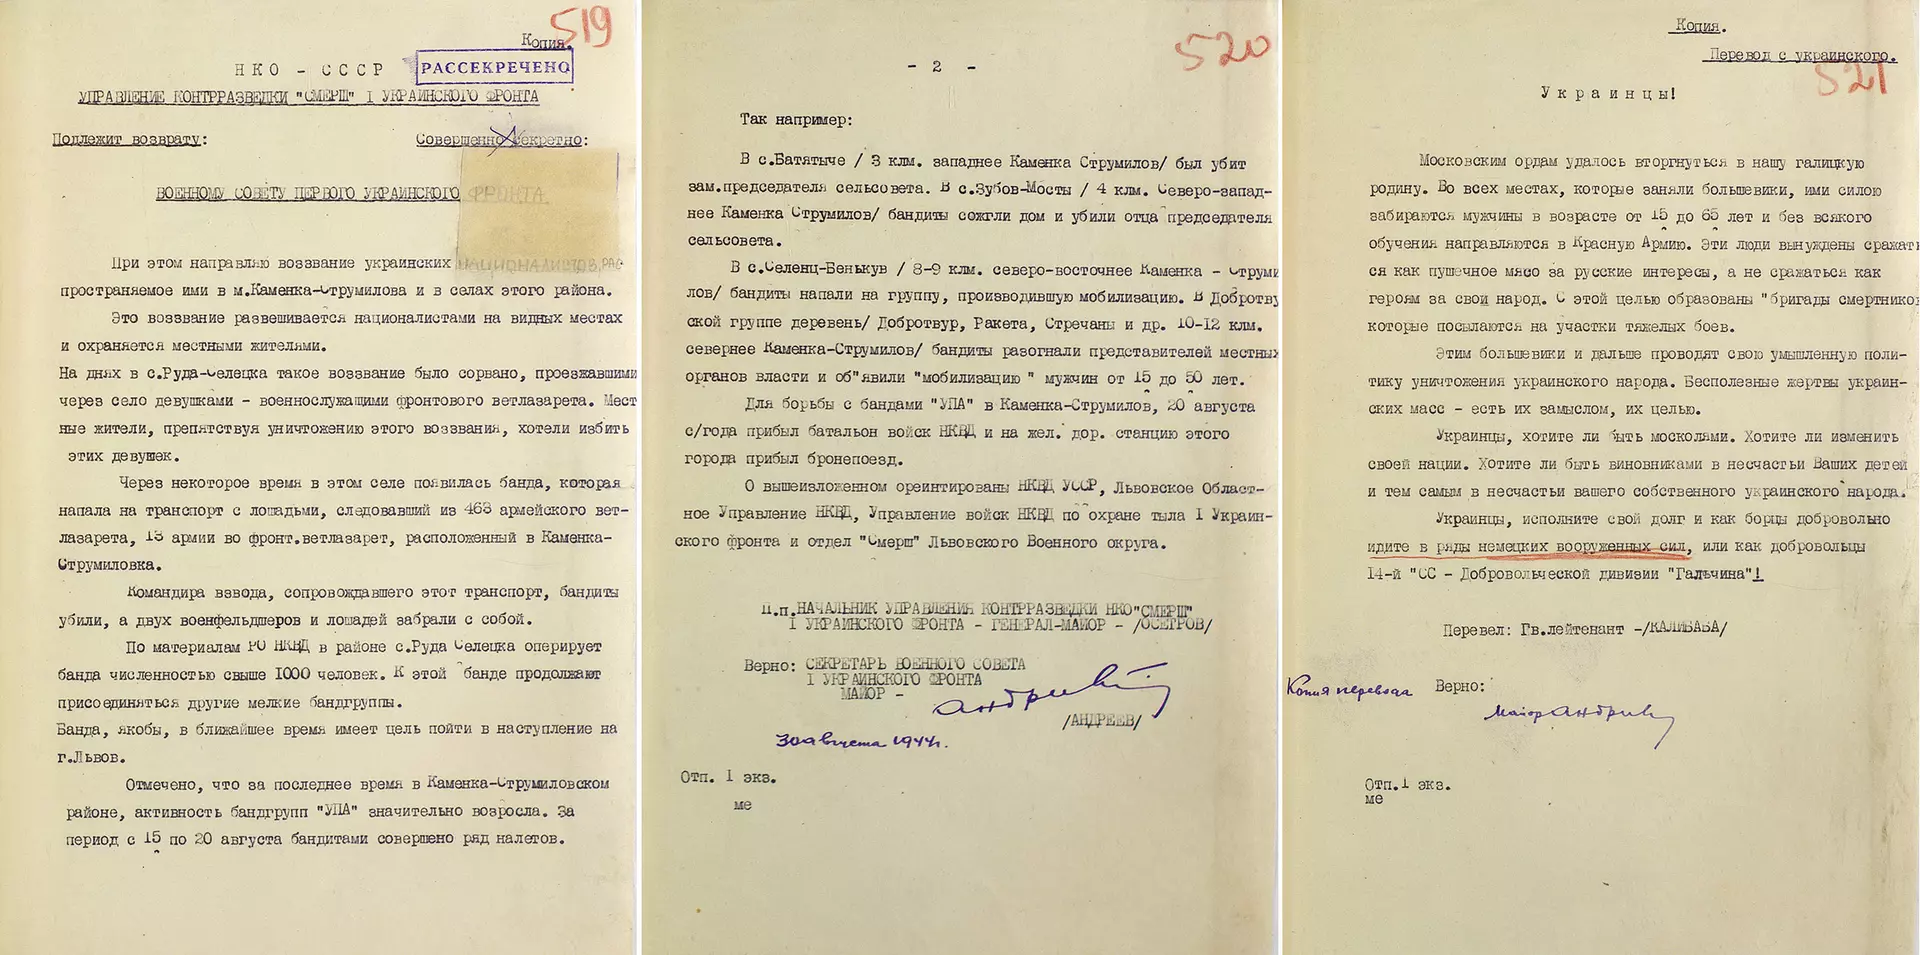 519
Копия.
РАССЕКРЕЧЕНО
НКО - СССР
УПРАВЛЕНИЕ КОНТРРАЗВЕДКИ "СМЕРШ" I УКРАИНСКОГО ФРОНТА
Подлежит возврату:
Совершенно секретно:
ВОЕННОМУ СОВЕТУ ПЕРВОГО УКРАИНСКОГО ФРОНТА
При этом направляю воззвание украинских националистов, рас-
пространяемое ими в м.Каменка-Струмилова и в селах этого района.
Это воззвание развешивается националистами на видных местах
и охраняется местными жителями.
На днях в с.Руда-Селецка такое воззвание было сорвано, проезжавшими
через село девушками - военнослужащими фронтового ветлазарета. Мест
ные жители, препятствуя уничтожению этого воззвания, хотели избить
этих девушек.
Через некоторое время в этом селе появилась банда, которая
напала на транспорт с лошадьми, следовавший из 463 армейского вет-
лазарета, 13 армии во фронт.ветлазарет, расположенный в Каменка-
Струмиловка.
Командира взвода, сопровождавшего этот транспорт, бандиты
убили, а двух военфельдшеров и лошадей забрали с собой.
По материалам РО НКВД в районе с.Руда Селецка оперирует
банда численностью свыше 1000 человек. К этой банде продолжают
присоединяться другие мелкие бандгруппы.
Банда, якобы, в ближайшее время имеет цель пойти в наступление на
г.Львов.
Отмечено, что за последнее время в Каменка-Струмиловском
районе, активность бандгрупп "УПА" значительно возросла. За
период с 15 по 20 августа бандитами совершено ряд налетов.
520
- 2 -
Так например:
В с.Батятыче / 3 клм. западнее Каменка Струмилов/ был убит
зам.председателя сельсовета. В с.Зубов-Мосты / 4 клм. Северо-запад-
нее Каменка Струмилов/ бандиты сожгли дом и убили отца председателя
сельсовета.
В с.Селенц-Бенькув / 8-9 клм. северо-восточнее Каменка - Струми
лов/ бандиты напали на группу, производившую мобилизацию. В Добротву
ской группе деревень/ Добротвур, Ракета, Стречаны и др. 10-12 клм.
севернее Каменка-Струмилов/ бандиты разогнали представителей местных
органов власти и об"явили "мобилизацию " мужчин от 15 до 50 лет.
Для борьбы с бандами "УПА" в Каменка-Струмилов, 20 августа
с/года прибыл батальон войск НКВД и на жел. дор. станцию этого
города прибыл бронепоезд.
О вышеизложенном ореинтированы НКВД УССР, Львовское Област-
ное Управление НКВД, Управление войск НКВД по охране тыла I Украин-
ского фронта и отдел "Смерш" Львовского Военного округа.
п.п.НАЧАЛЬНИК УПРАВЛЕНИЯ КОНТРРАЗВЕДКИ НКО"СМЕРШ"
I УКРАИНСКОГО ФРОНТА - ГЕНЕРАЛ-МАЙОР - /ОСЕТРОВ/
Верно: СЕКРЕТАРЬ ВОЕННОГО СОВЕТА
I УКРАИНСКОГО ФРОНТА
МАЙОР -
/АНДРЕЕВ/
30 августа 1944г.
Отп. 1 экз.
ме
Копия.
Перевод с украинского.
521
Украинцы!
Московским ордам удалось вторгнуться в нашу галицкую
родину. Во всех местах, которые заняли большевики, ими силою
забираются мужчины в возрасте от 15 до 65 лет и без всякого
обучения направляются в Красную Армию. Эти люди вынуждены сражать
ся как пушечное мясо за русские интересы, а не сражаться как
героям за свой народ. С этой целью образованы "бригады смертников
которые посылаются на участки тяжелых боев.
Этим большевики и дальше проводят свою умышленную поли-
тику уничтожения украинского народа. Бесполезные жертвы украин-
ских масс - есть их замыслом, их целью.
Украинцы, хотите ли быть москолями. Хотите ли изменить
своей нации. Хотите ли быть виновниками в несчастьи Ваших детей
и тем самым в несчастьи вашего собственного украинского народа.
Украинцы, исполните свой долг и как борцы добровольно
идите в ряды немецких вооруженных сил, или как добровольцы
14-й "СС - Добровольческой дивизии "Галъчина"!
Перевел: Гв.лейтенант -/КАЛИБАБА/
Копия перевода Верно:
Майор Андреев
Отп.1 экз.
ме